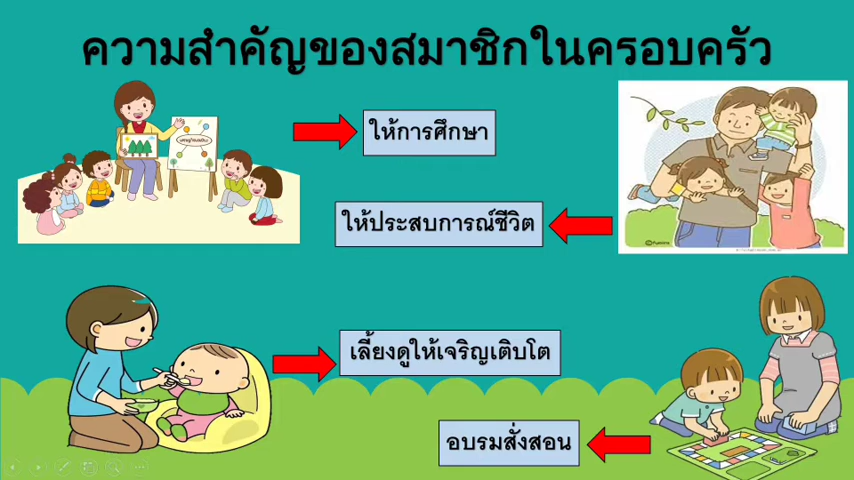 ความสำคัญของสมาชิกในครอบครัว
ให้การศึกษา
ให้ประสบการณ์ชีวิต
เลี้ยงดูให้เจริญเติบโต
อบรมสั่งสอน